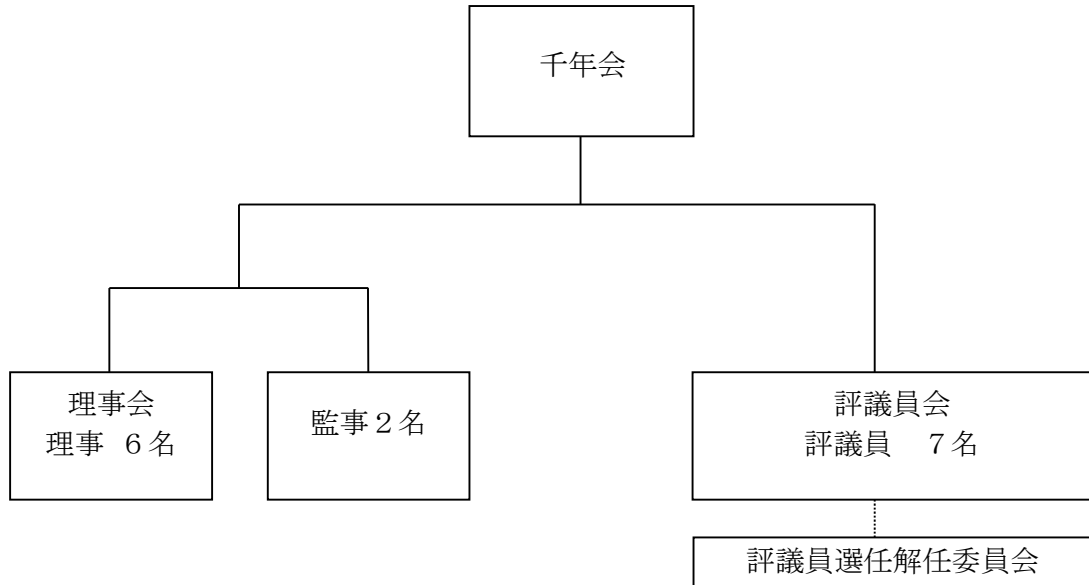 千年会
理事会
理事 ６名
監事２名
評議員会
評議員　７名
評議員選任解任委員会